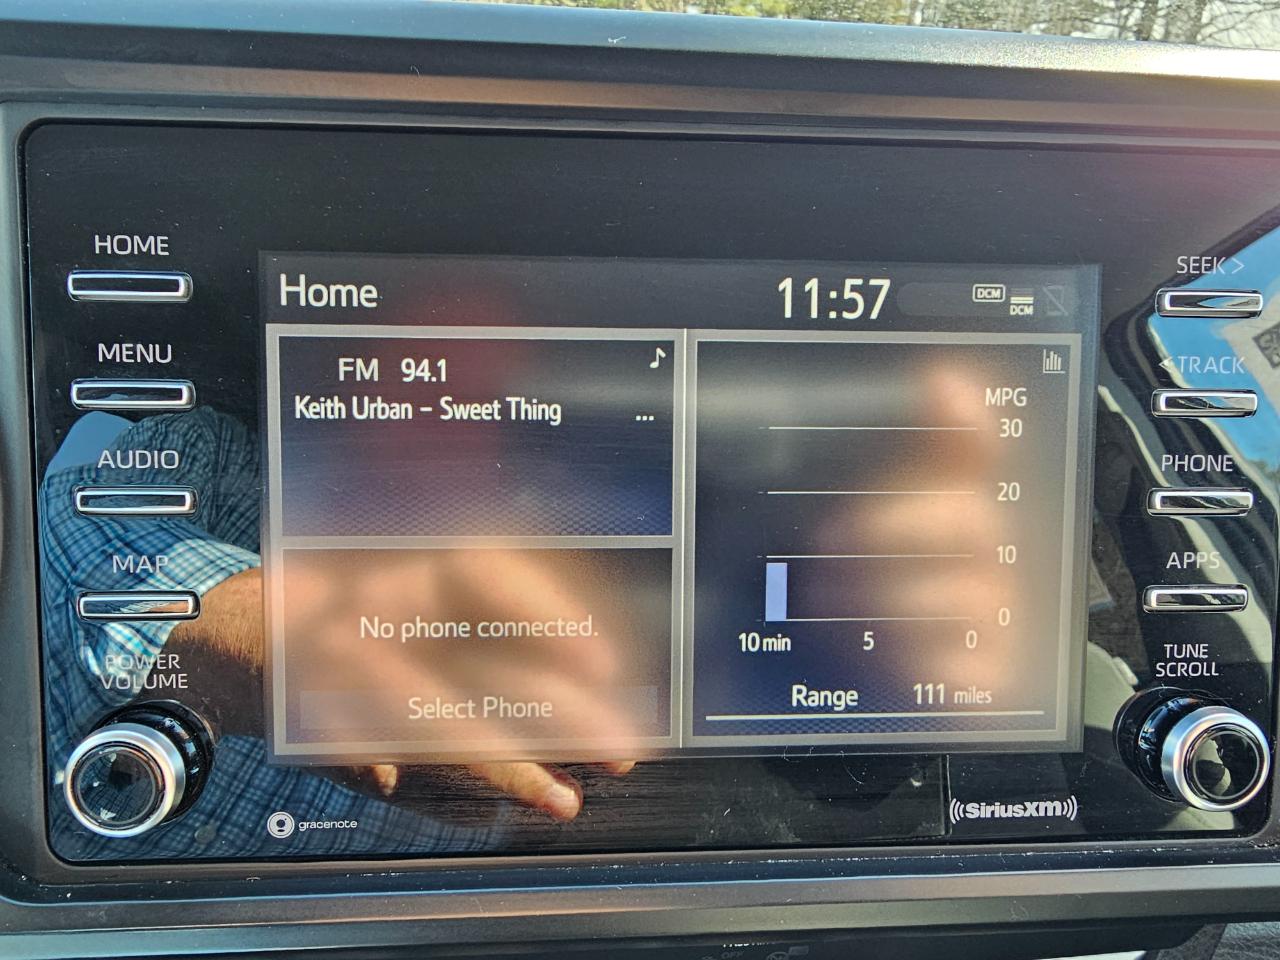 HOME
MENU
AUDIO
MAP
POWER
VOLUME
Home
11:57
DCM
DCM
FM 94.1
Keith Urban - Sweet Thing ...
No phone connected.
Select Phone
MPG
30
20
10
0
10 min 5 0
Range 111 miles
gracenote
((SiriusXM))
SEEK >
< TRACK
PHONE
APPS
TUNE
SCROLL